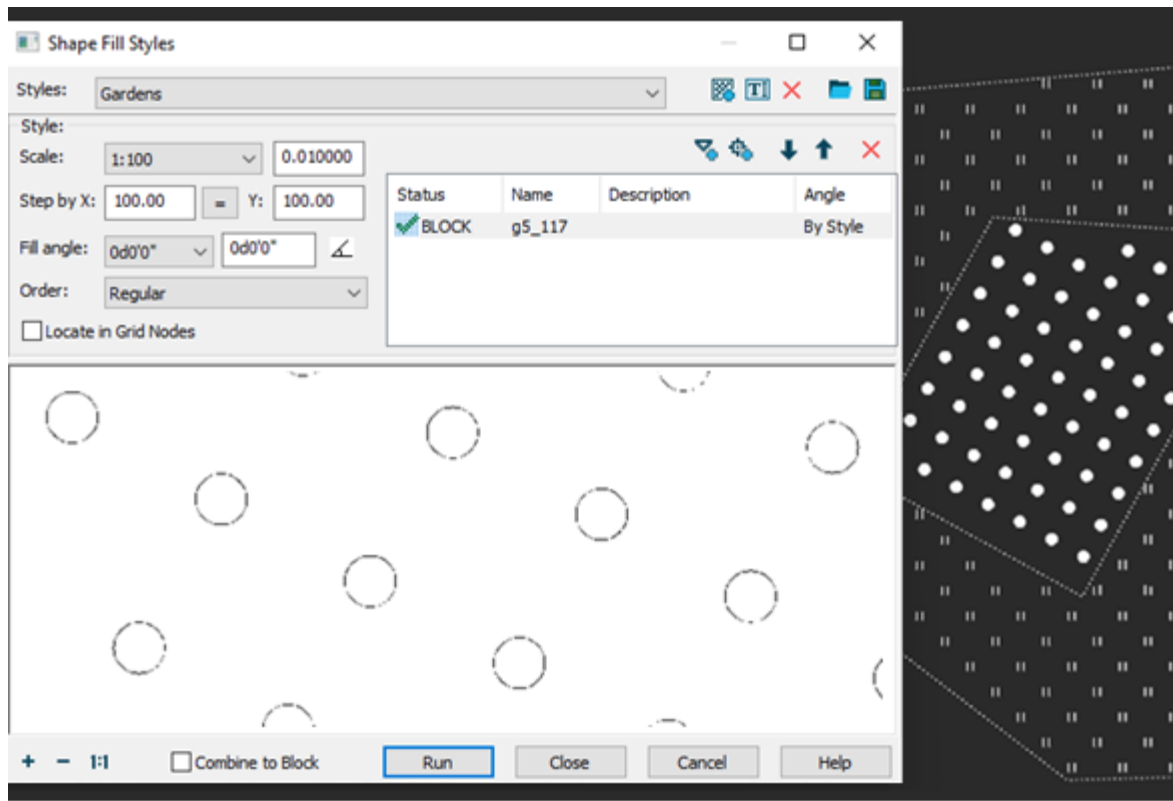 Shape Fill Styles
Styles: Gardens
Style:
Scale: 1:100 0.010000
Step by X: 100.00 = Y: 100.00
Fill angle: 0d0'0" 0d0'0"
Order: Regular
Locate in Grid Nodes
Status Name Description Angle
BLOCK g5_117 By Style
+ - 1:1 Combine to Block Run Close Cancel Help